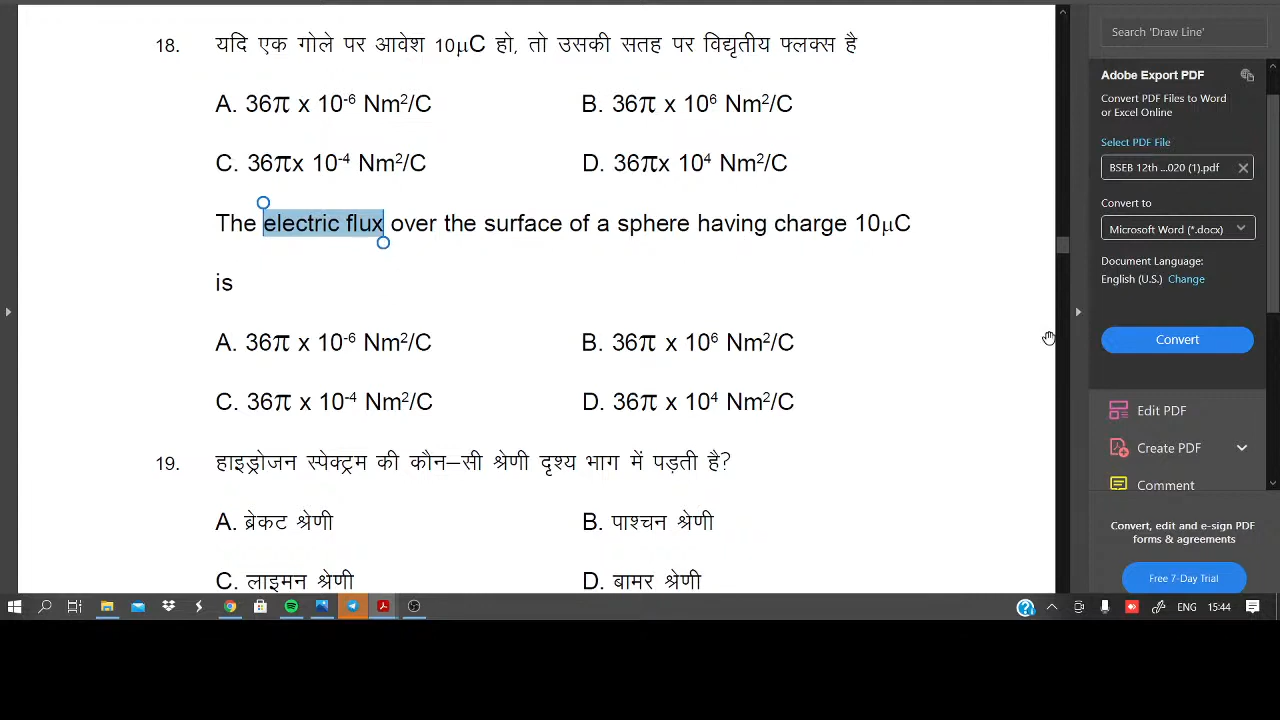 18. यदि एक गोले पर आवेश 10μC हो, तो उसकी सतह पर विद्यृतीय फ्लक्स है
A. 36π x 10⁻⁶ Nm²/C B. 36π x 10⁶ Nm²/C
C. 36πx 10⁻⁴ Nm²/C D. 36πx 10⁴ Nm²/C
The electric flux over the surface of a sphere having charge 10μC
is
A. 36π x 10⁻⁶ Nm²/C B. 36π x 10⁶ Nm²/C
C. 36π x 10⁻⁴ Nm²/C D. 36π x 10⁴ Nm²/C
19. हाइड्रोजन स्पेक्ट्रम की कौन–सी श्रेणी दृश्य भाग में पड़ती है?
A. ब्रेकट श्रेणी B. पाश्चन श्रेणी
C. लाइमन श्रेणी D. बामर श्रेणी
Search 'Draw Line'
Adobe Export PDF
Convert PDF Files to Word
or Excel Online
Select PDF File
BSEB 12th ...020 (1).pdf
Convert to
Microsoft Word (*.docx)
Document Language:
English (U.S.) Change
Convert
Edit PDF
Create PDF
Comment
Convert, edit and e-sign PDF
forms & agreements
Free 7-Day Trial
ENG 15:44